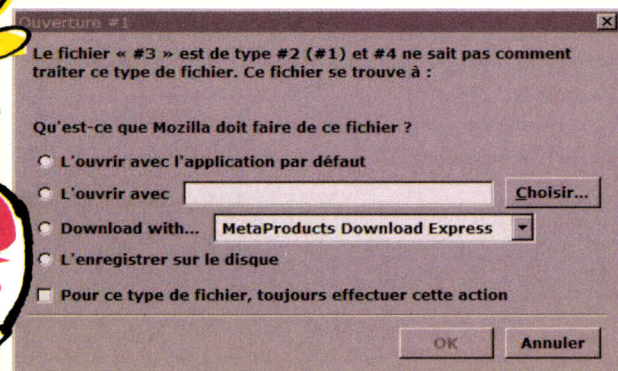 Ouverture #1
Le fichier « #3 » est de type #2 (#1) et #4 ne sait pas comment
traiter ce type de fichier. Ce fichier se trouve à :
Qu'est-ce que Mozilla doit faire de ce fichier ?
L'ouvrir avec l'application par défaut
L'ouvrir avec Choisir...
Download with... MetaProducts Download Express
L'enregistrer sur le disque
Pour ce type de fichier, toujours effectuer cette action
OK Annuler